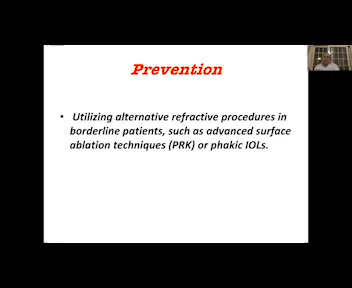 Prevention
• Utilizing alternative refractive procedures in
borderline patients, such as advanced surface
ablation techniques (PRK) or phakic IOLs.